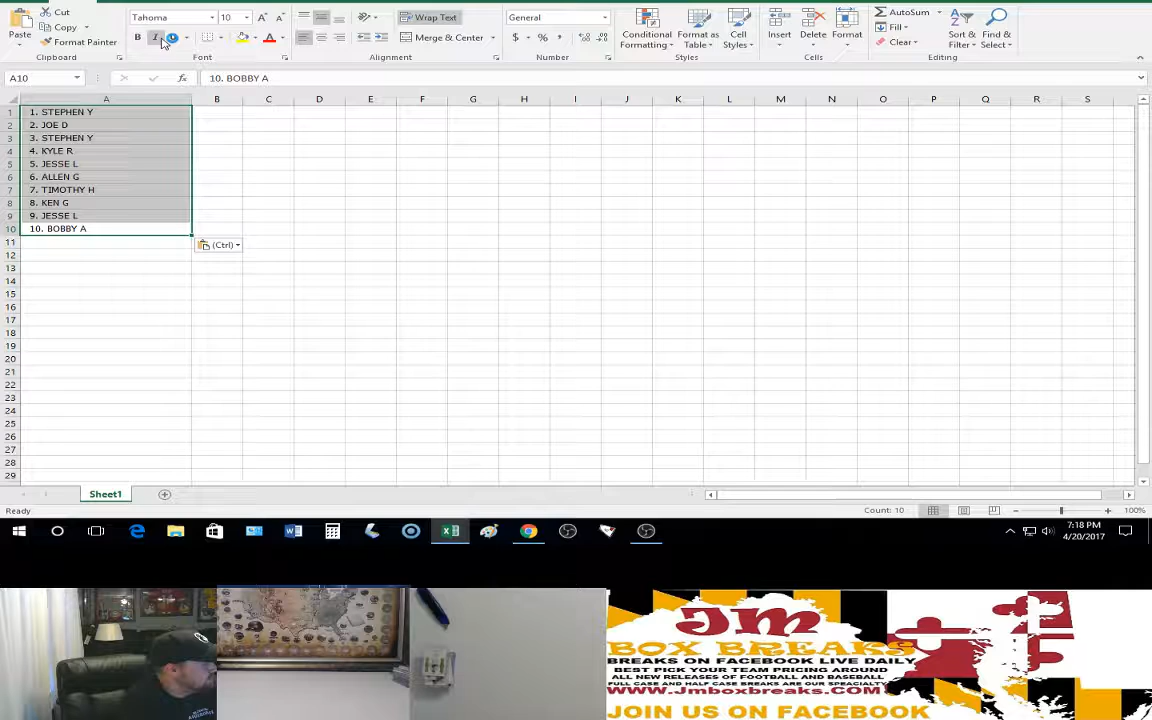 Paste
Cut
Copy
Format Painter
Clipboard
Tahoma 10
B I
Font
Wrap Text
Merge & Center
Alignment
General
$ % ,
Number
Conditional Formatting
Format as Table
Cell Styles
Styles
Insert
Delete
Format
Cells
AutoSum
Fill
Clear
Sort & Filter
Find & Select
Editing
A10
fx
10. BOBBY A
A B C D E F G H I J K L M N O P Q R S
1 1. STEPHEN Y
2 2. JOE D
3 3. STEPHEN Y
4 4. KYLE R
5 5. JESSE L
6 6. ALLEN G
7 7. TIMOTHY H
8 8. KEN G
9 9. JESSE L
10 10. BOBBY A
11 (Ctrl)
12
13
14
15
16
17
18
19
20
21
22
23
24
25
26
27
28
29
Sheet1
Ready
Count: 10
100%
7:18 PM
4/20/2017
JM
BOX BREAKS
BREAKS ON FACEBOOK LIVE DAILY
BEST PICK YOUR TEAM PRICING AROUND
ALL NEW RELEASES OF FOOTBALL AND BASEBALL
FULL CASE AND HALF CASE BREAKS ARE OUR SPECIALTY
WWW.Jmboxbreaks.COM
JOIN US ON FACEBOOK